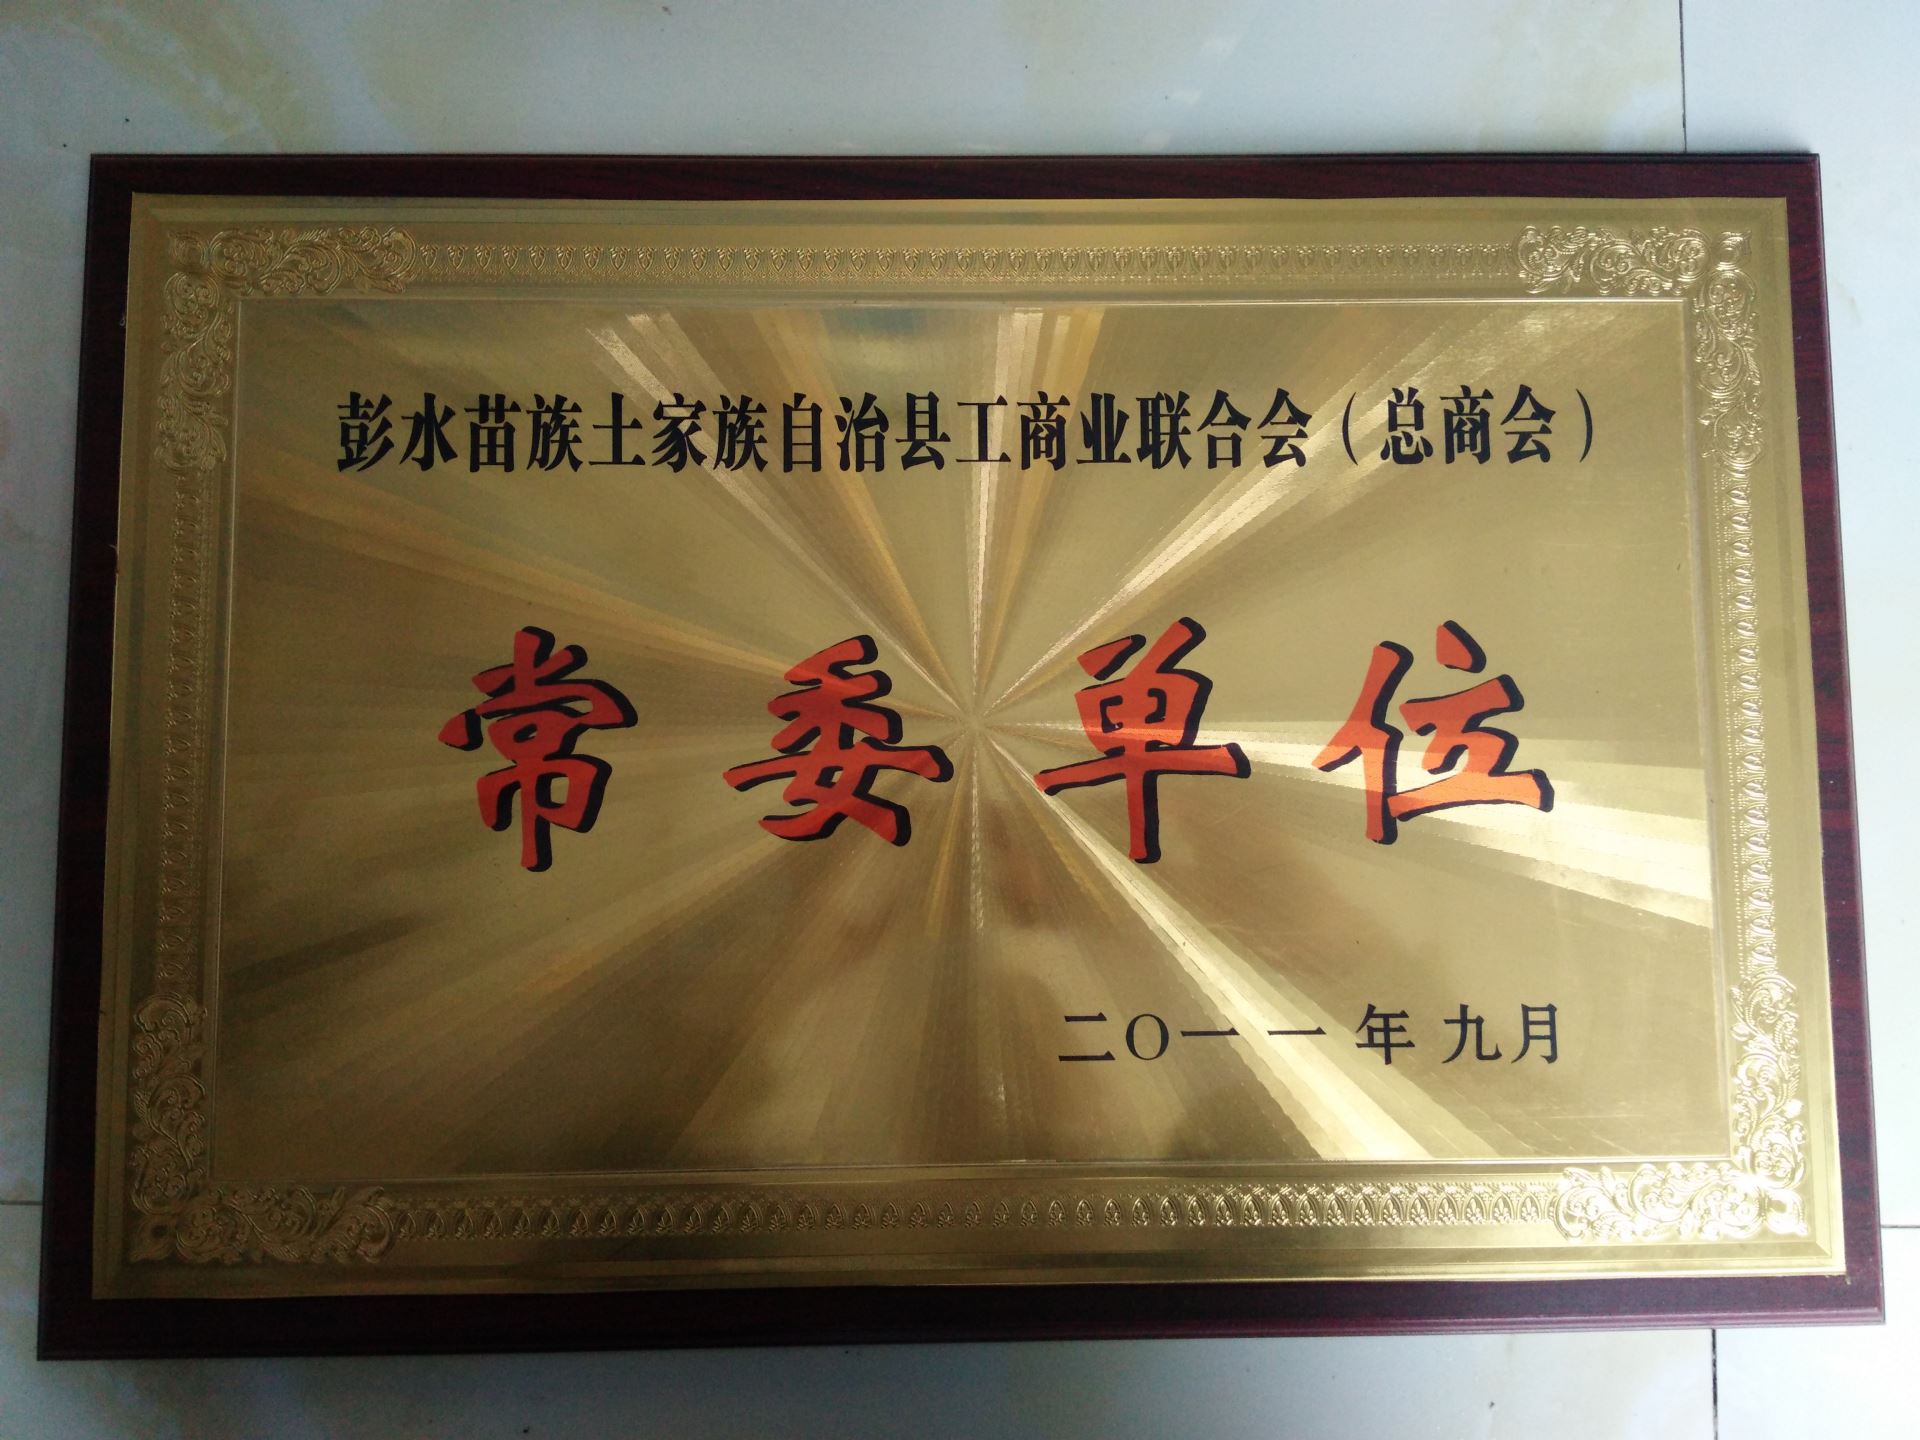 彭水苗族土家族自治县工商业联合会（总商会）
常委单位
二〇一一年九月